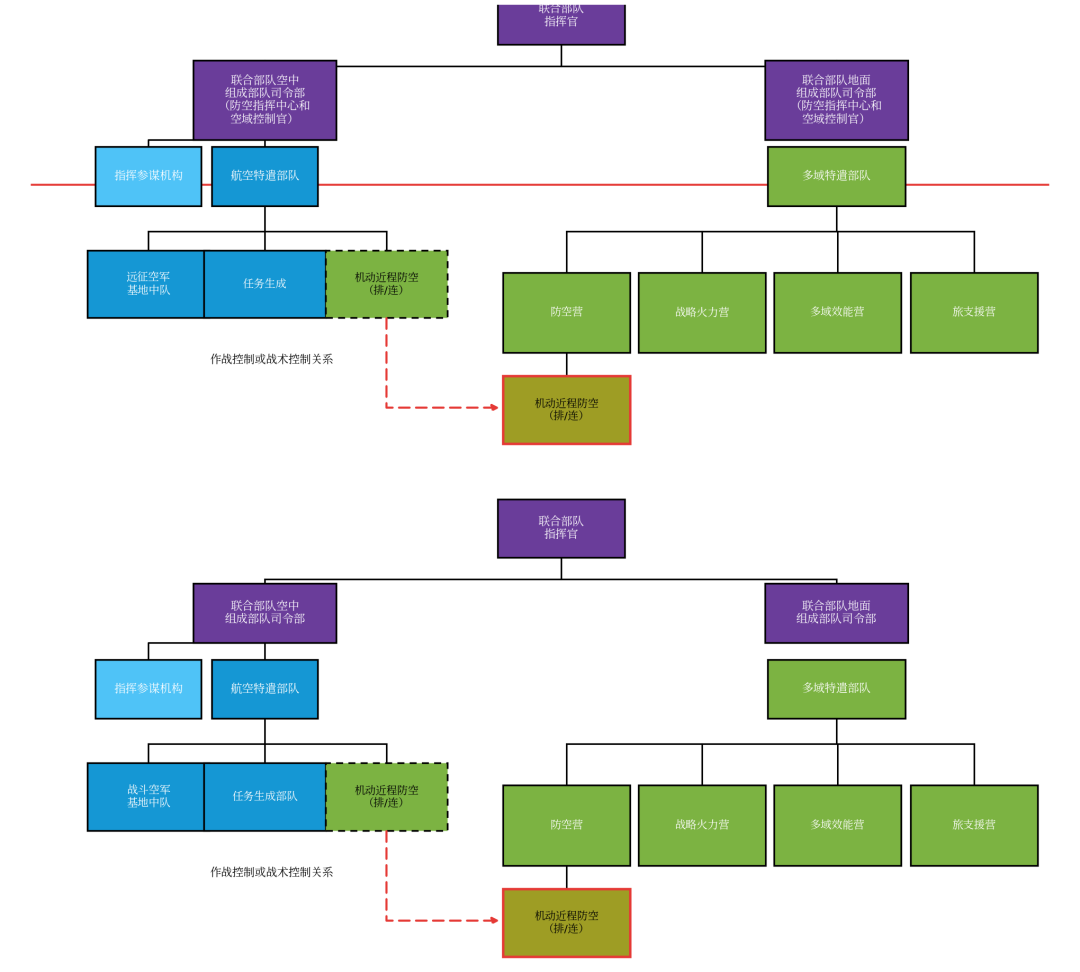 联合部队
指挥官
联合部队空中
组成部队司令部
（防空指挥中心和
空域控制官）
联合部队地面
组成部队司令部
（防空指挥中心和
空域控制官）
指挥参谋机构
航空特遣部队
多域特遣部队
远征空军
基地中队
任务生成
机动近程防空
（排/连）
防空营
战略火力营
多域效能营
旅支援营
作战控制或战术控制关系
机动近程防空
（排/连）
联合部队
指挥官
联合部队空中
组成部队司令部
联合部队地面
组成部队司令部
指挥参谋机构
航空特遣部队
多域特遣部队
战斗空军
基地中队
任务生成部队
机动近程防空
（排/连）
防空营
战略火力营
多域效能营
旅支援营
作战控制或战术控制关系
机动近程防空
（排/连）